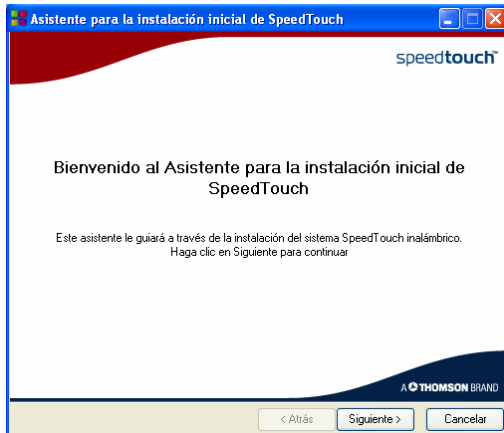 Asistente para la instalación inicial de SpeedTouch
speedtouch™
Bienvenido al Asistente para la instalación inicial de
SpeedTouch
Este asistente le guiará a través de la instalación del sistema SpeedTouch inalámbrico.
Haga clic en Siguiente para continuar
A THOMSON BRAND
< Atrás
Siguiente >
Cancelar